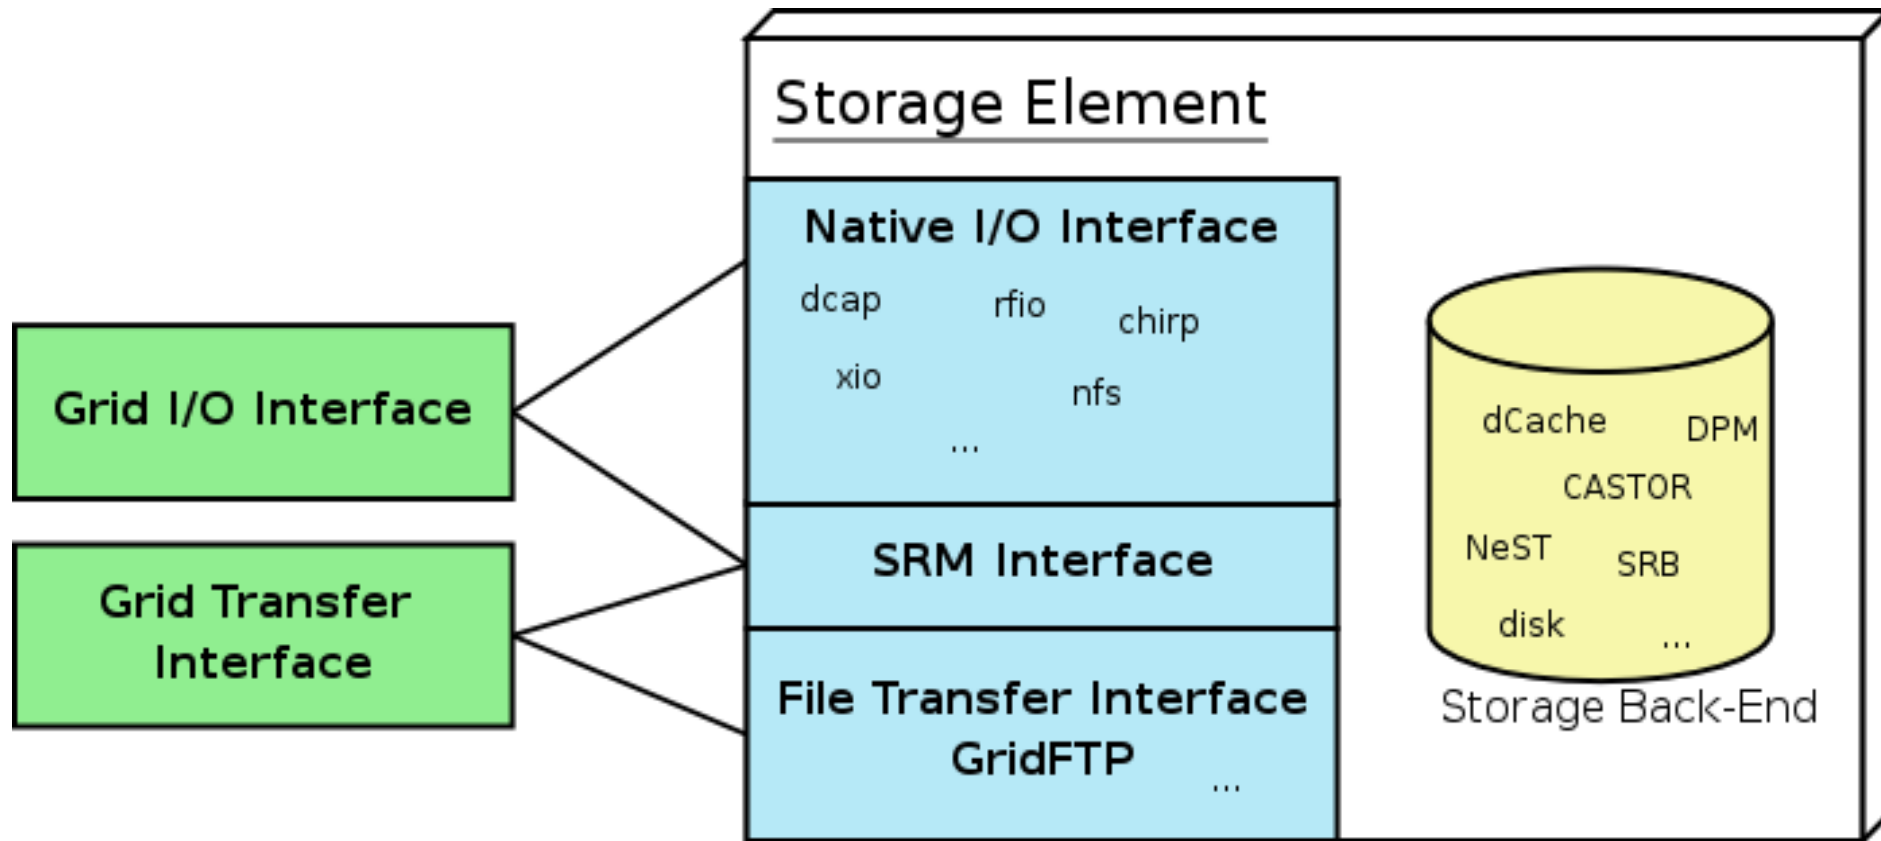 Storage Element
Native I/O Interface
dcap rfio chirp
xio nfs
...
Grid I/O Interface
SRM Interface
Grid Transfer
Interface
File Transfer Interface
GridFTP
...
dCache DPM
CASTOR
NeST SRB
disk ...
Storage Back-End